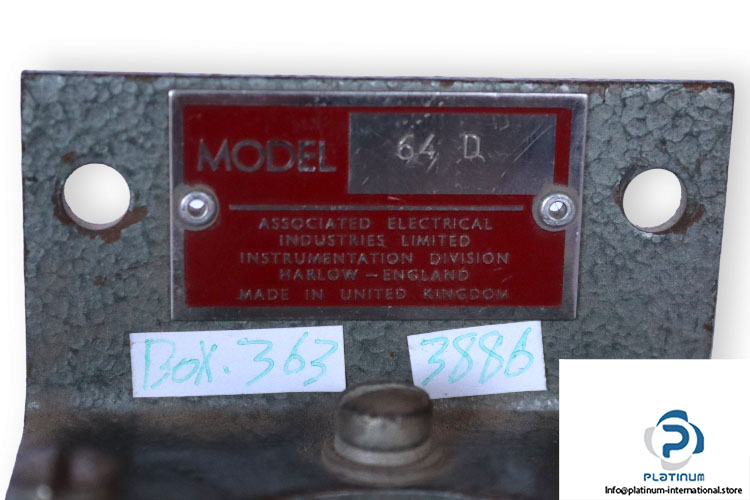 MODEL 64 D
ASSOCIATED ELECTRICAL
INDUSTRIES LIMITED
INSTRUMENTATION DIVISION
HARLOW - ENGLAND
MADE IN UNITED KINGDOM
BOX. 363 3886
PLATINUM
info@platinum-international.store